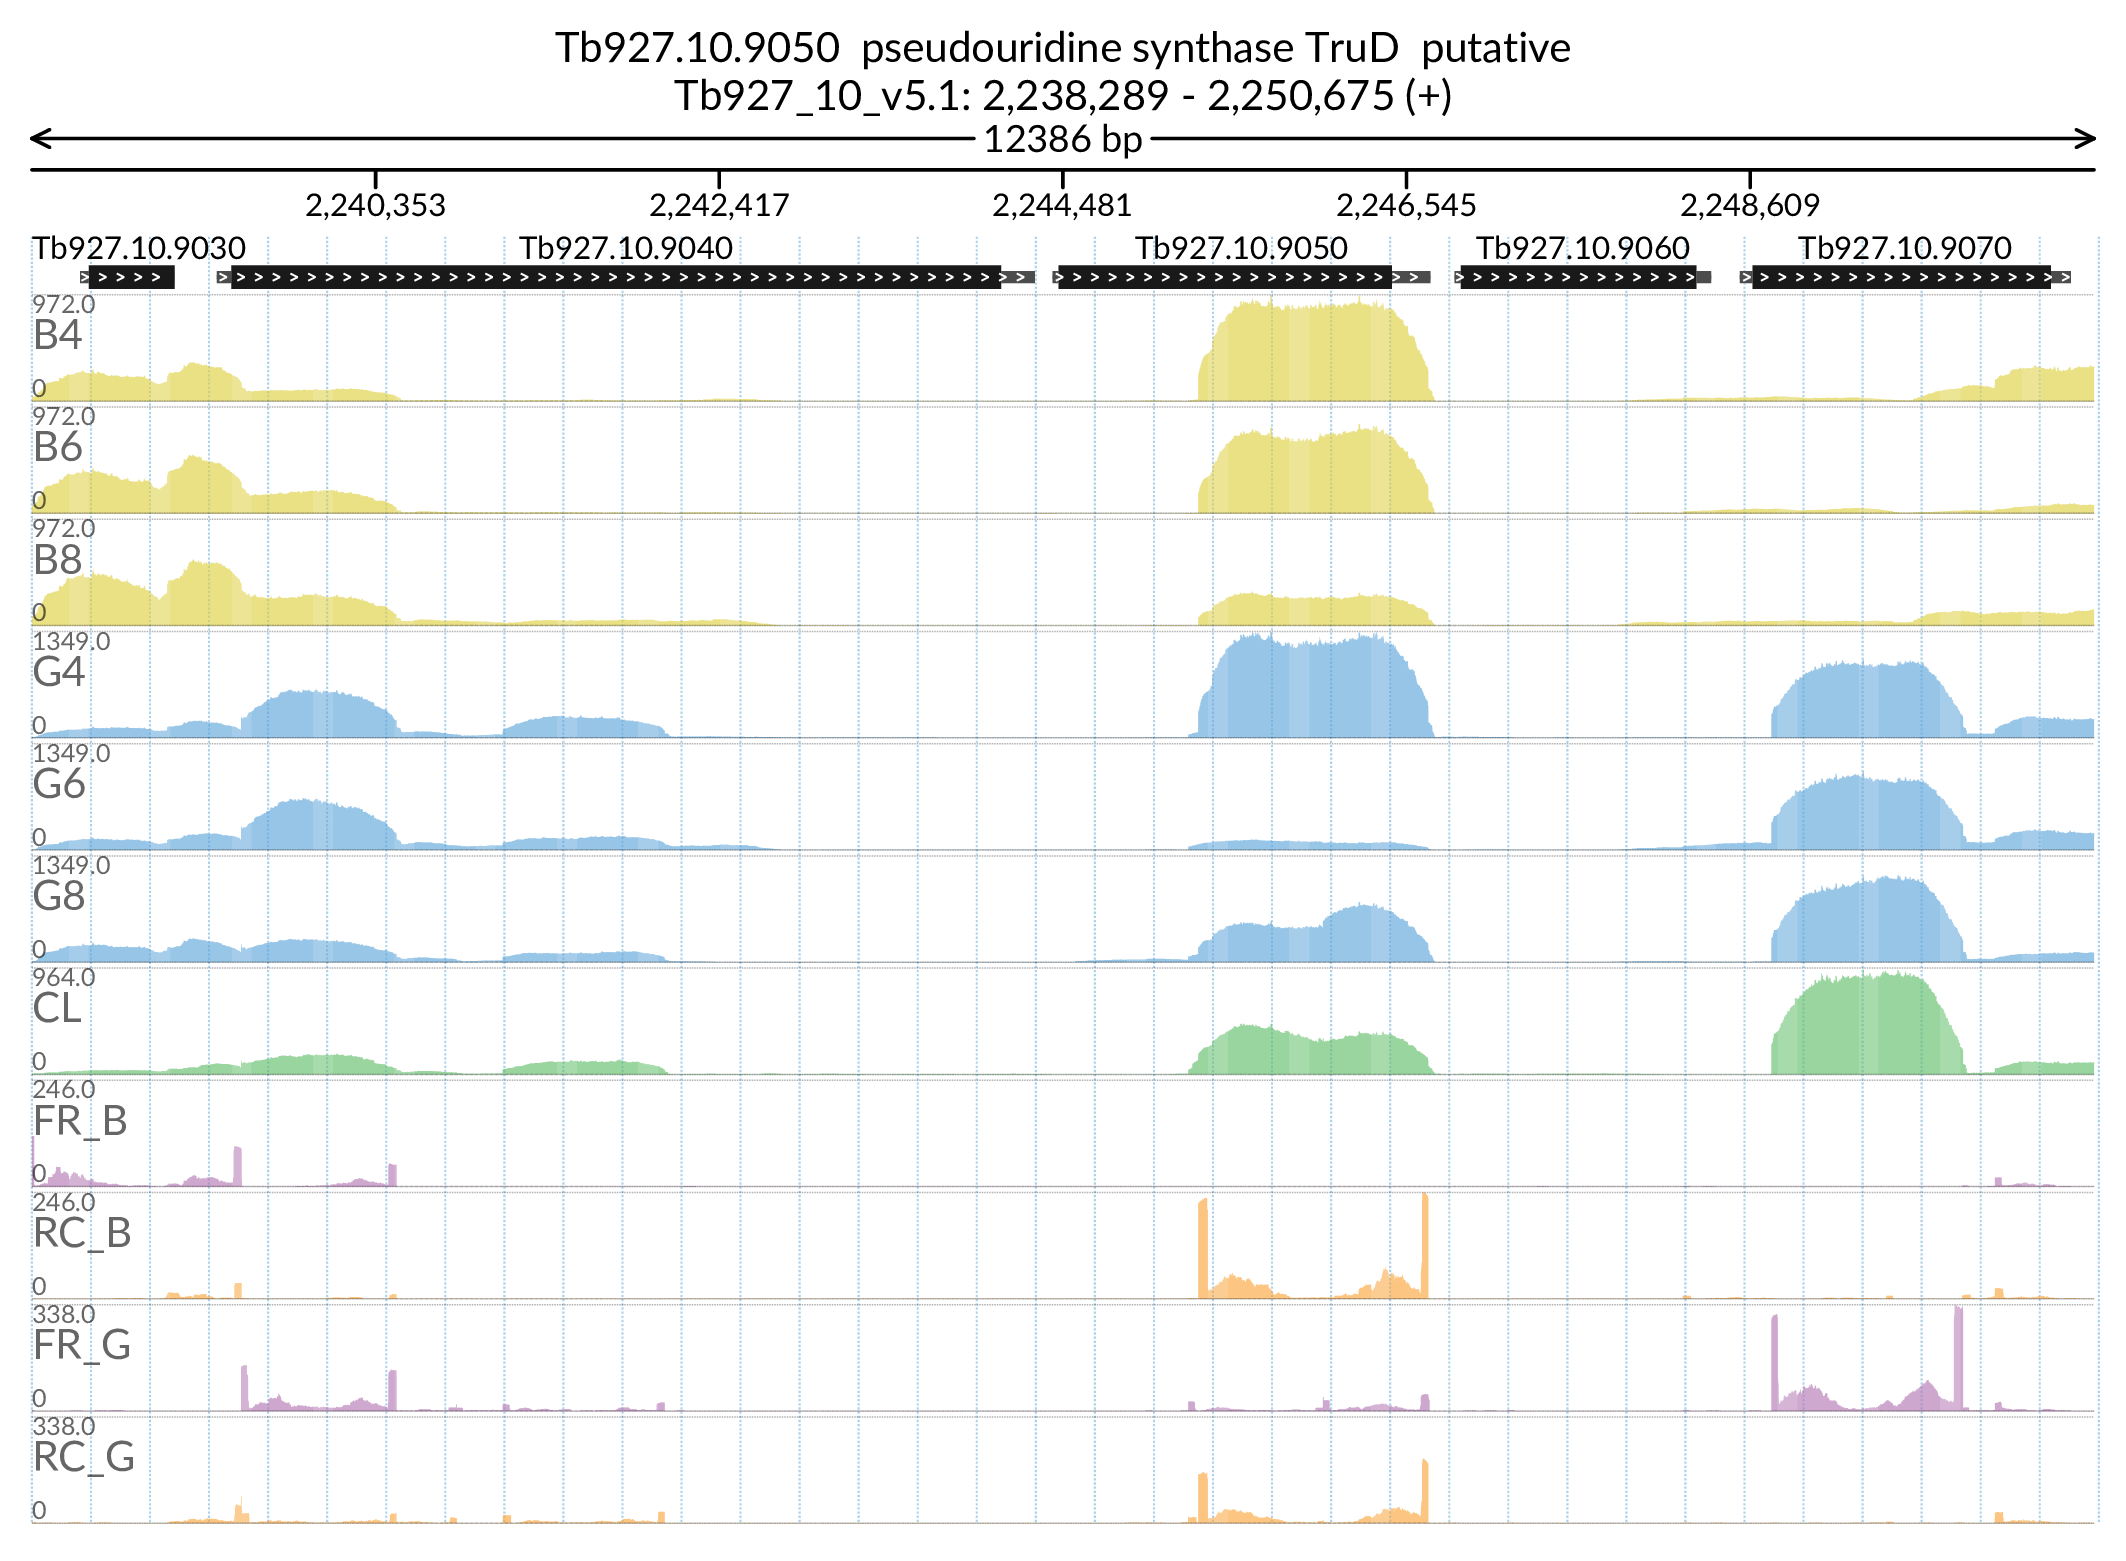 Tb927.10.9050  pseudouridine synthase TruD  putative
Tb927_10_v5.1: 2,238,289 - 2,250,675 (+)
12386 bp
2,240,353 2,242,417 2,244,481 2,246,545 2,248,609
Tb927.10.9030 Tb927.10.9040 Tb927.10.9050 Tb927.10.9060 Tb927.10.9070
972.0
B4
0
972.0
B6
0
972.0
B8
0
1349.0
G4
0
1349.0
G6
0
1349.0
G8
0
964.0
CL
0
246.0
FR_B
0
246.0
RC_B
0
338.0
FR_G
0
338.0
RC_G
0